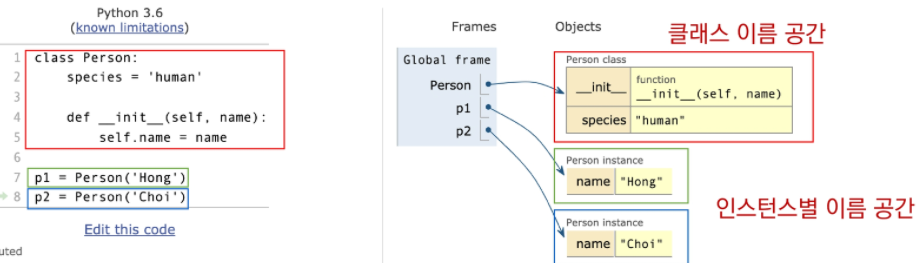 Python 3.6
(known limitations)
1 class Person:
2 species = 'human'
3
4 def __init__(self, name):
5 self.name = name
6
7 p1 = Person('Hong')
8 p2 = Person('Choi')
Edit this code
uted
Frames
Objects
클래스 이름 공간
Global frame
Person
p1
p2
Person class
__init__
function
__init__(self, name)
species "human"
Person instance
name "Hong"
인스턴스별 이름 공간
Person instance
name "Choi"